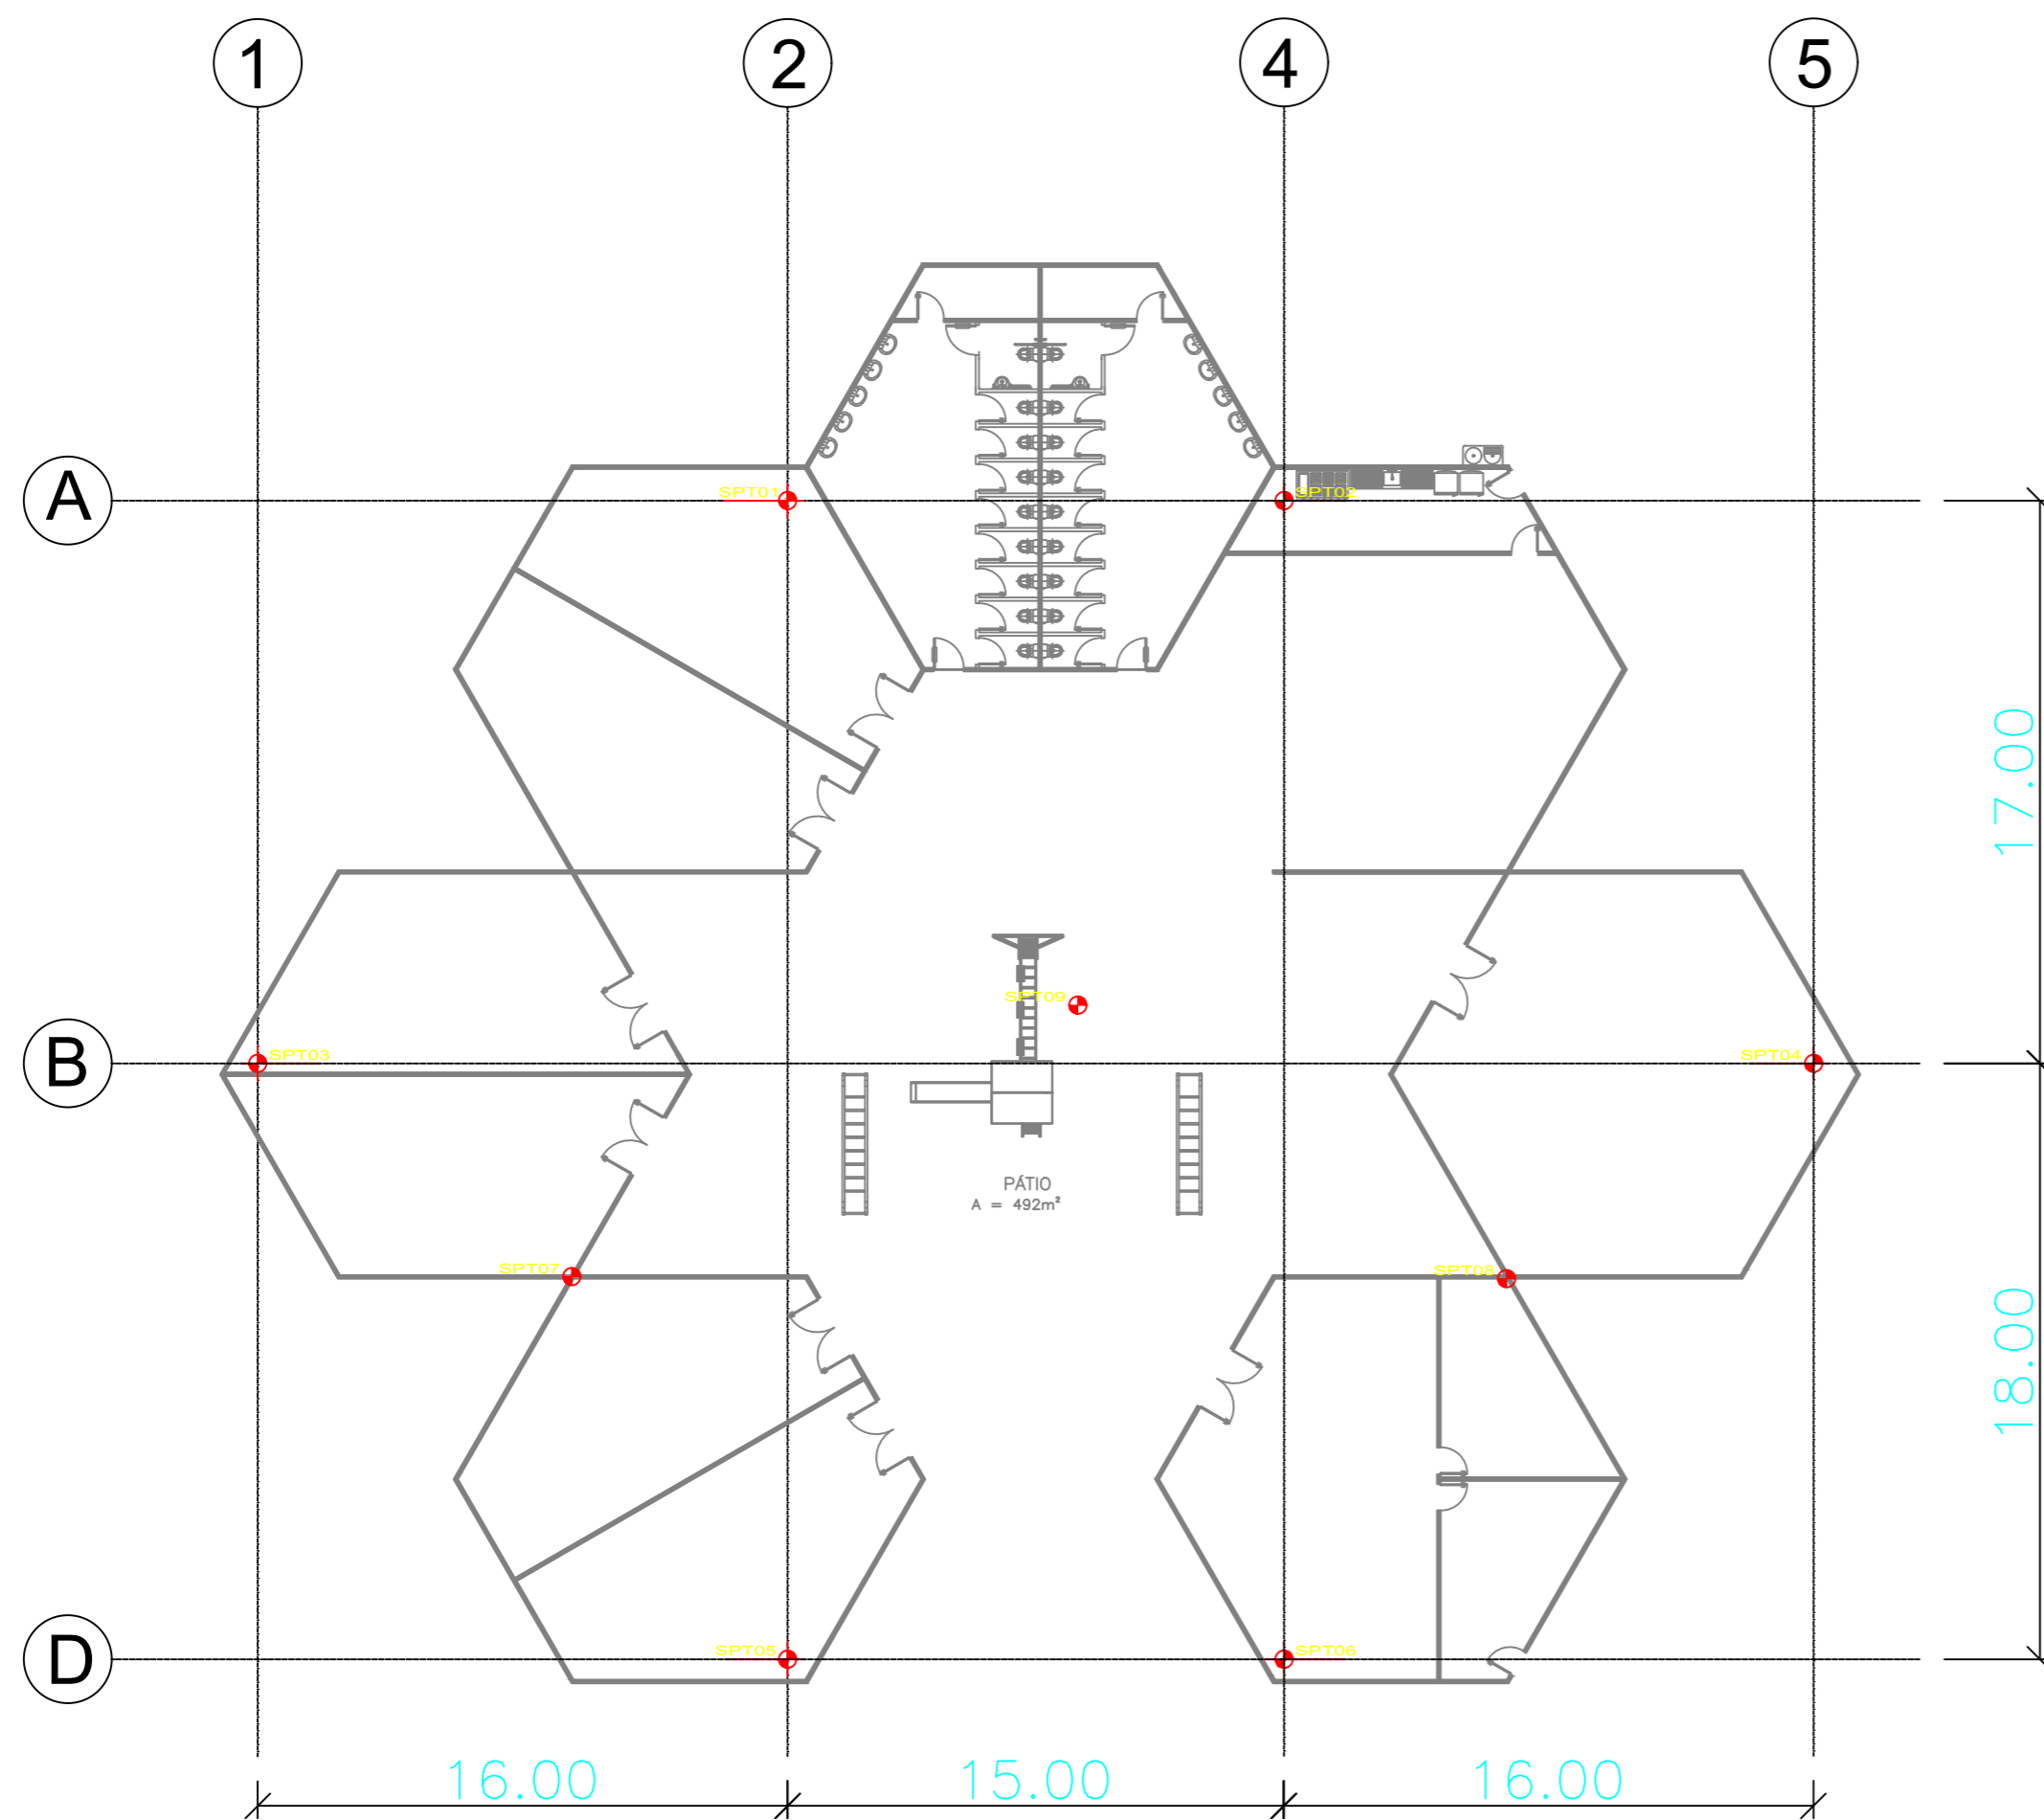 1 2 4 5
A
SPT01 SPT02
17.00
SPT09
B
SPT03 SPT04
PÁTIO
A = 492m²
SPT07 SPT08
18.00
SPT05 SPT06
D
16.00 15.00 16.00